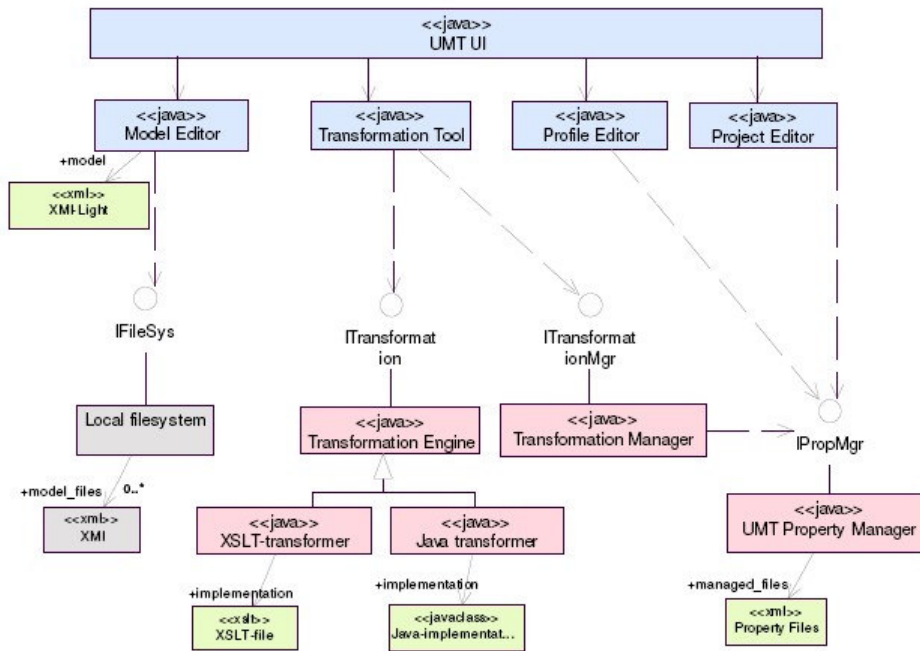 <<java>>
UMT UI
<<java>>
Model Editor
<<java>>
Transformation Tool
<<java>>
Profile Editor
<<java>>
Project Editor
+model
<<xml>>
XMI-Light
IFileSys
ITransformat
ion
ITransformat
ionMgr
Local filesystem
<<java>>
Transformation Engine
<<java>>
Transformation Manager
IPropMgr
+model_files
0..*
<<xml>>
XMI
<<java>>
XSLT-transformer
<<java>>
Java transformer
<<java>>
UMT Property Manager
+implementation
+implementation
+managed_files
<<xslt>>
XSLT-file
<<javaclass>>
Java-implementat...
<<xml>>
Property Files